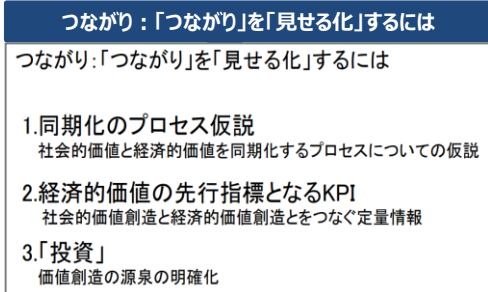 つながり：「つながり」を「見せる化」するには
つながり：「つながり」を「見せる化」するには
1.同期化のプロセス仮説
社会的価値と経済的価値を同期化するプロセスについての仮説
2.経済的価値の先行指標となるKPI
社会的価値創造と経済的価値創造とをつなぐ定量情報
3.「投資」
価値創造の源泉の明確化